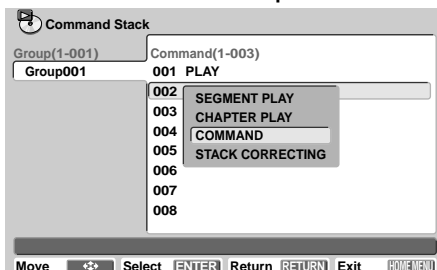 Command Stack
Group(1-001)
Command(1-003)
Group001
001 PLAY
002
SEGMENT PLAY
003
CHAPTER PLAY
004
COMMAND
005
STACK CORRECTING
006
007
008
Move Select ENTER Return RETURN Exit HOME MENU